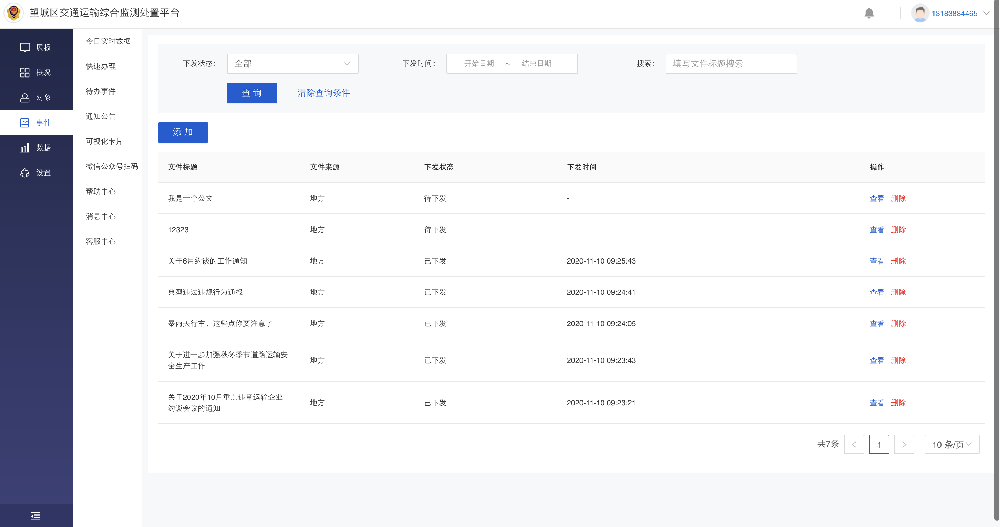 望城区交通运输综合监测处置平台
13183884465
展板
概况
对象
事件
数据
设置
今日实时数据
快速办理
待办事件
通知公告
可视化卡片
微信公众号扫码
帮助中心
消息中心
客服中心
下发状态： 全部 下发时间： 开始日期 ~ 结束日期 搜索： 填写文件标题搜索
查 询 清除查询条件
添 加
文件标题 文件来源 下发状态 下发时间 操作
我是一个公文 地方 待下发 - 查看 删除
12323 地方 待下发 - 查看 删除
关于6月约谈的工作通知 地方 已下发 2020-11-10 09:25:43 查看 删除
典型违法违规行为通报 地方 已下发 2020-11-10 09:24:41 查看 删除
暴雨天行车，这些点你要注意了 地方 已下发 2020-11-10 09:24:05 查看 删除
关于进一步加强秋冬季节道路运输安
全生产工作 地方 已下发 2020-11-10 09:23:43 查看 删除
关于2020年10月重点违章运输企业
约谈会议的通知 地方 已下发 2020-11-10 09:23:21 查看 删除
共7条 < 1 > 10 条/页